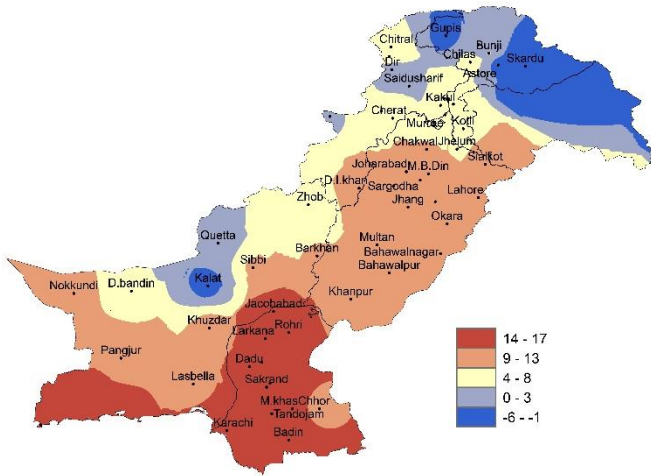 Gupis
Chitral
Bunji
Chilas
Skardu
Dir
Astore
Saidusharif
Kakul
Cherat
Kotli
Chakwal
Jhelum
Sialkot
Joharabad
M.B.Din
D.I.khan
Sargodha
Lahore
Zhob
Jhang
Okara
Quetta
Multan
Barkhan
Bahawalnagar
Sibbi
Bahawalpur
Kalat
Nokkundi
D.bandin
Khanpur
Jacobabad
Khuzdar
Rohri
Larkana
14 - 17
9 - 13
4 - 8
0 - 3
-6 - -1
Pangjur
Dadu
Lasbella
Sakrand
M.khas
Chhor
Tandojam
Karachi
Badin